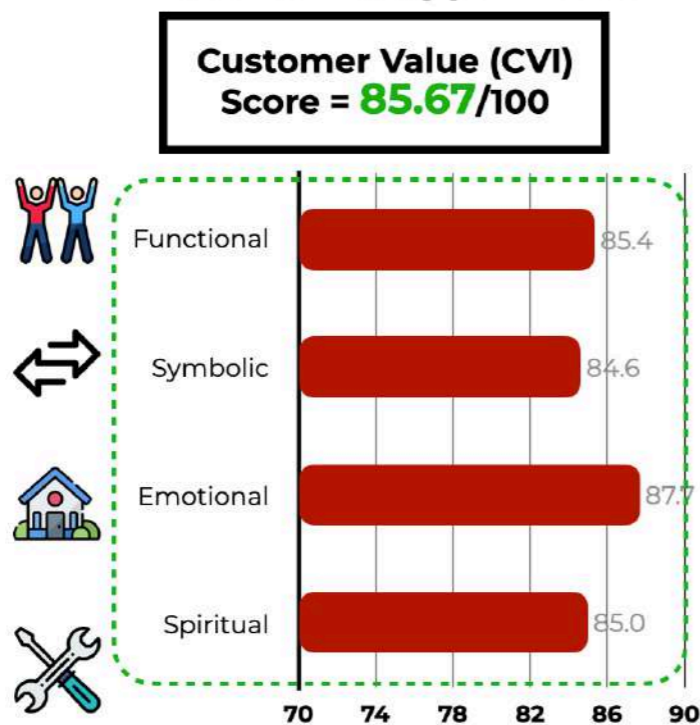 Customer Value (CVI)
Score = 85.67/100
Functional
85.4
Symbolic
84.6
Emotional
87.7
Spiritual
85.0
70 74 78 82 86 90